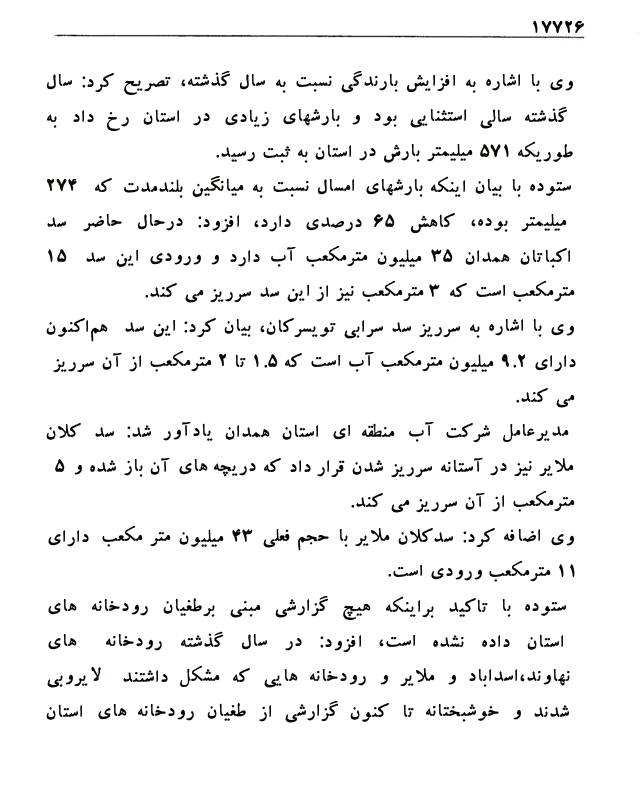 ۱۷۷۲۶
وی با اشاره به افزایش بارندگی نسبت به سال گذشته، تصریح کرد: سال
گذشته سالی استثنایی بود و بارشهای زیادی در استان رخ داد به
طوریکه ۵۷۱ میلیمتر بارش در استان به ثبت رسید.
ستوده با بیان اینکه بارشهای امسال نسبت به میانگین بلندمدت که ۲۷۴
میلیمتر بوده، کاهش ۶۵ درصدی دارد، افزود: درحال حاضر سد
اکباتان همدان ۳۵ میلیون مترمکعب آب دارد و ورودی این سد ۱۵
مترمکعب است که ۳ مترمکعب نیز از این سد سرریز می کند.
وی با اشاره به سرریز سد سرابی تویسرکان، بیان کرد: این سد هم‌اکنون
دارای ۹.۲ میلیون مترمکعب آب است که ۱.۵ تا ۲ مترمکعب از آن سرریز
می کند.
مدیرعامل شرکت آب منطقه ای استان همدان یادآور شد: سد کلان
ملایر نیز در آستانه سرریز شدن قرار داد که دریچه های آن باز شده و ۵
مترمکعب از آن سرریز می کند.
وی اضافه کرد: سدکلان ملایر با حجم فعلی ۴۳ میلیون متر مکعب دارای
۱۱ مترمکعب ورودی است.
ستوده با تاکید براینکه هیچ گزارشی مبنی برطغیان رودخانه های
استان داده نشده است، افزود: در سال گذشته رودخانه های
نهاوند،اسداباد و ملایر و رودخانه هایی که مشکل داشتند لایروبی
شدند و خوشبختانه تا کنون گزارشی از طغیان رودخانه های استان